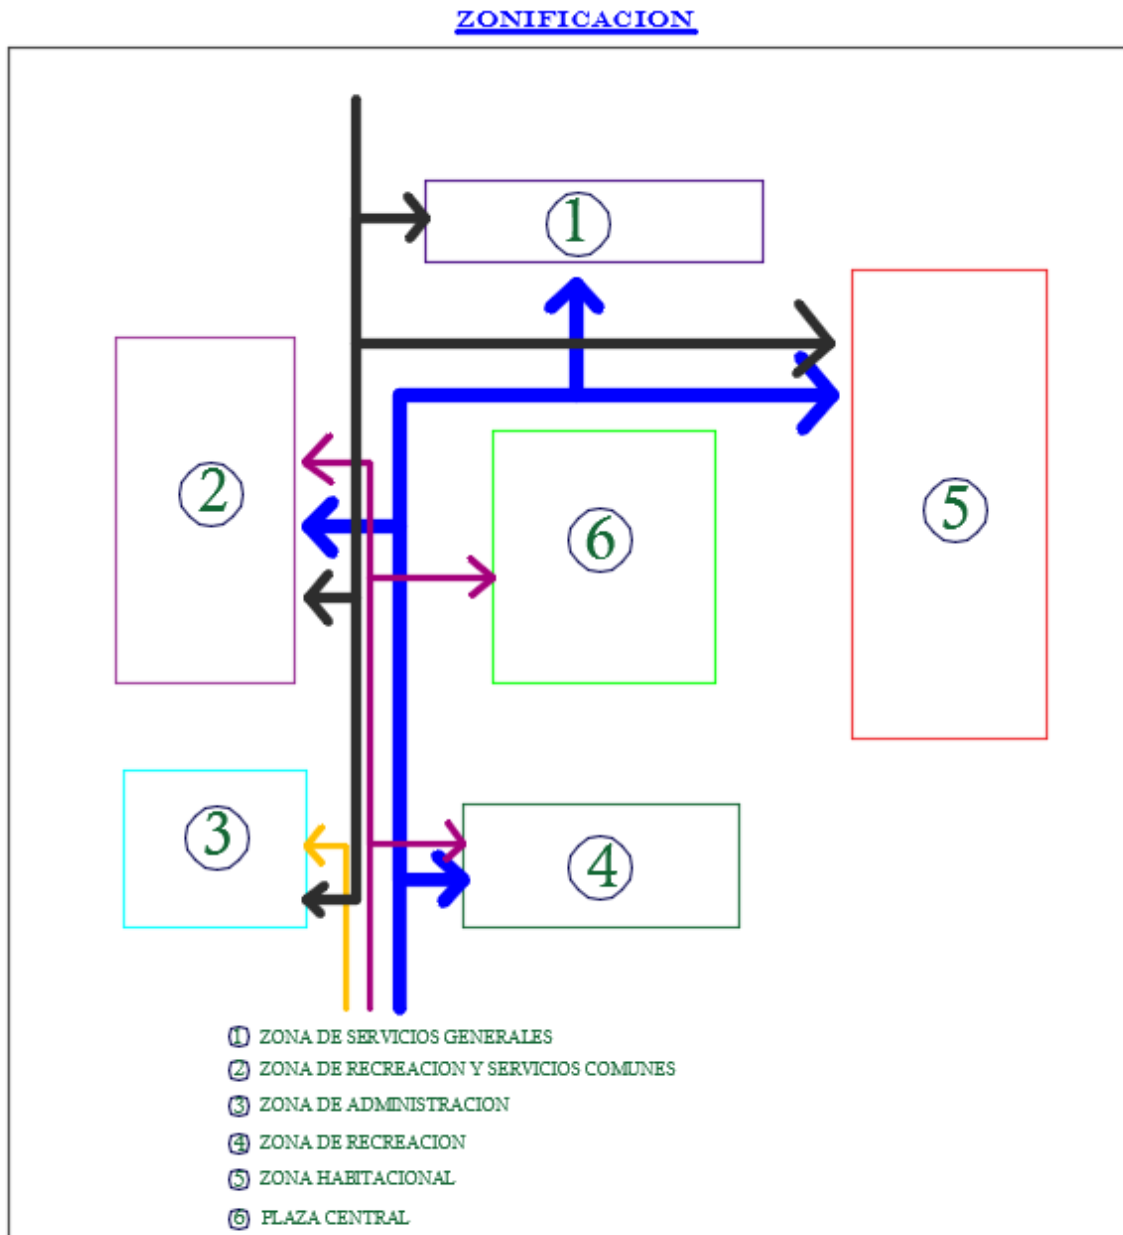 ZONIFICACION
1
2
6
5
3
4
1 ZONA DE SERVICIOS GENERALES
2 ZONA DE RECREACION Y SERVICIOS COMUNES
3 ZONA DE ADMINISTRACION
4 ZONA DE RECREACION
5 ZONA HABITACIONAL
6 PLAZA CENTRAL